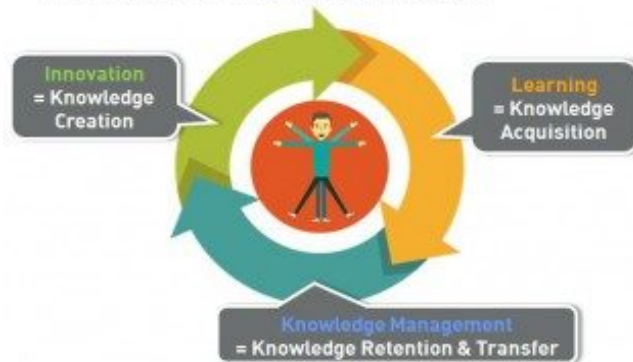 Innovation
= Knowledge
Creation
Learning
= Knowledge
Acquisition
Knowledge Management
= Knowledge Retention & Transfer